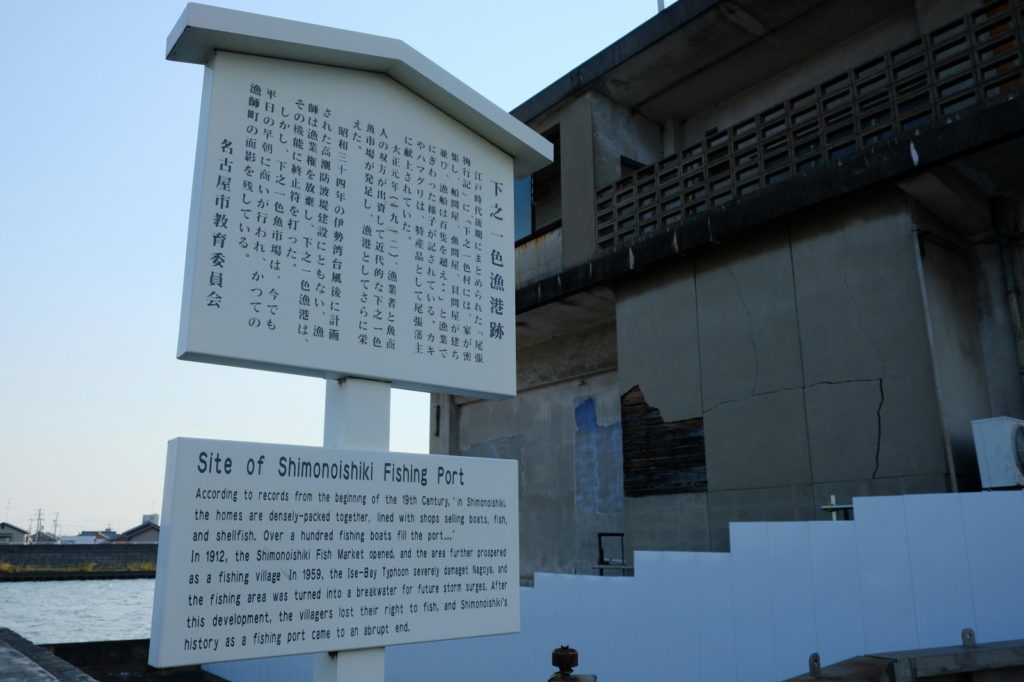 下之一色漁港跡
江戸時代後期にまとめられた「尾張
徇行記」に、「下之一色村には、家が密
集し、船問屋、魚問屋、貝問屋が建ち
並び、漁船は百隻を超え・・」と漁業で
にぎわった様子が記されている。カキ
やハマグリは、特産品として尾張藩主
に献上されていた。
大正元年（一九一二）、漁業者と魚商
人の双方が出資して近代的な下之一色
魚市場が発足し、漁港としてさらに栄
えた。
昭和三十四年の伊勢湾台風後に計画
された高潮防波堤建設にともない、漁
師は漁業権を放棄し、下之一色漁港は、
その機能に終止符を打った。
しかし、下之一色魚市場は、今でも
平日の早朝に商いが行われ、かつての
漁師町の面影を残している。
名古屋市教育委員会
Site of Shimonoishiki Fishing Port
According to records from the beginning of the 19th Century, "in Shimonoishiki,
the homes are densely-packed together, lined with shops selling boats, fish,
and shellfish. Over a hundred fishing boats fill the port..."
In 1912, the Shimonoishiki Fish Market opened, and the area further prospered
as a fishing village In 1959, the Ise-Bay Typhoon severely damaget Nagoya, and
the fishing area was turned into a breakwater for future storm surges. After
this development, the villagers lost their right to fish, and Shimonoishiki's
history as a fishing port came to an abrupt end.